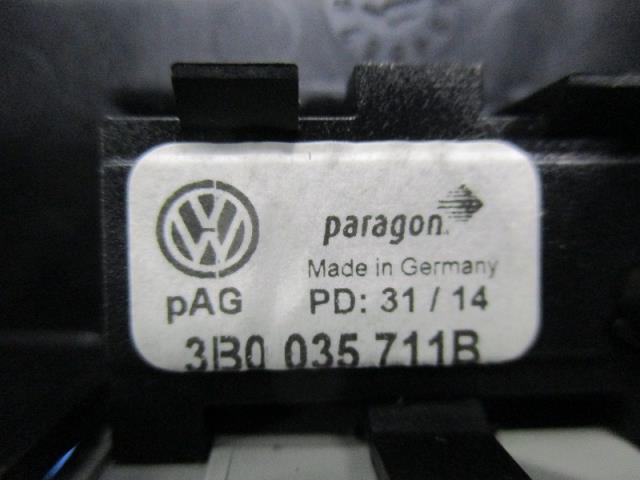 paragon
Made in Germany
pAG
PD: 31 / 14
3B0 035 711B